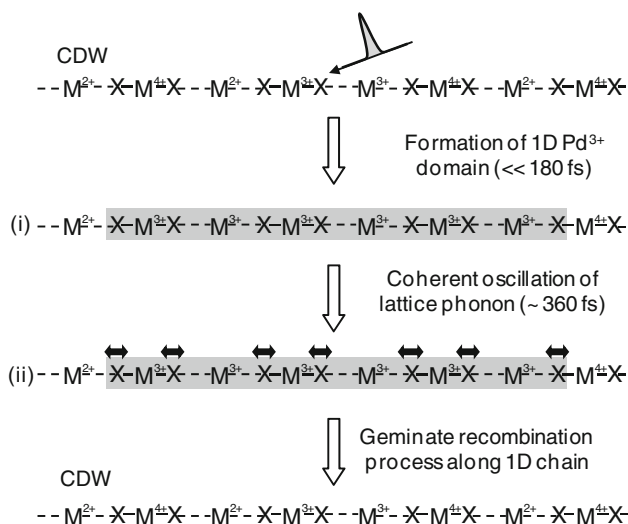 CDW
--M²⁺--X–M⁴⁺X---M²⁺--X–M³⁺X---M³⁺--X–M⁴⁺X---M²⁺--X–M⁴⁺X-
Formation of 1D Pd³⁺
domain (<< 180 fs)
(i) --M²⁺--X–M³⁺X---M³⁺--X–M³⁺X---M³⁺--X–M³⁺X---M³⁺--X–M⁴⁺X-
Coherent oscillation of
lattice phonon (~ 360 fs)
(ii) --M²⁺--X–M³⁺X---M³⁺--X–M³⁺X---M³⁺--X–M³⁺X---M³⁺--X–M⁴⁺X-
Geminate recombination
process along 1D chain
CDW
--M²⁺--X–M⁴⁺X---M²⁺--X–M³⁺X---M³⁺--X–M⁴⁺X---M²⁺--X–M⁴⁺X-